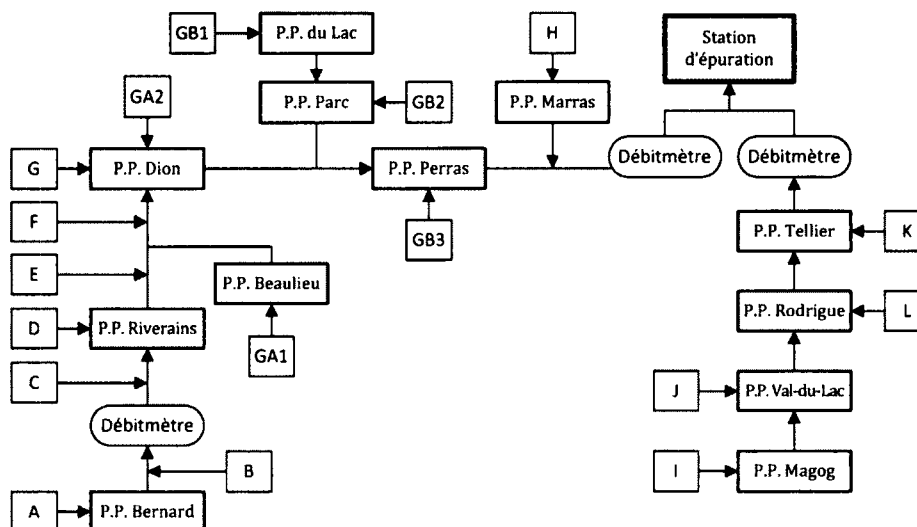 GB1
P.P. du Lac
H
Station
d'épuration
GA2
P.P. Parc
GB2
P.P. Marras
G
P.P. Dion
P.P. Perras
Débitmètre
Débitmètre
F
GB3
P.P. Tellier
K
E
P.P. Beaulieu
D
P.P. Riverains
P.P. Rodrigue
L
GA1
C
J
P.P. Val-du-Lac
Débitmètre
B
I
P.P. Magog
A
P.P. Bernard